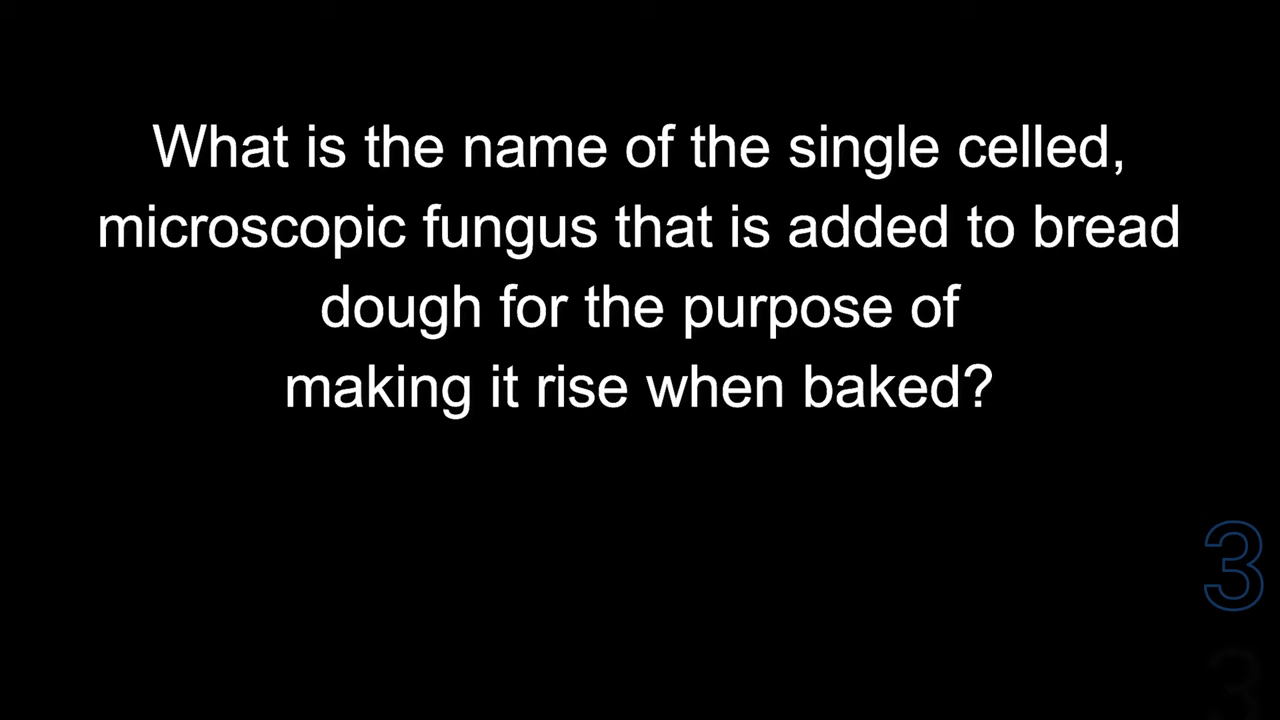 What is the name of the single celled,
microscopic fungus that is added to bread
dough for the purpose of
making it rise when baked?
3
3